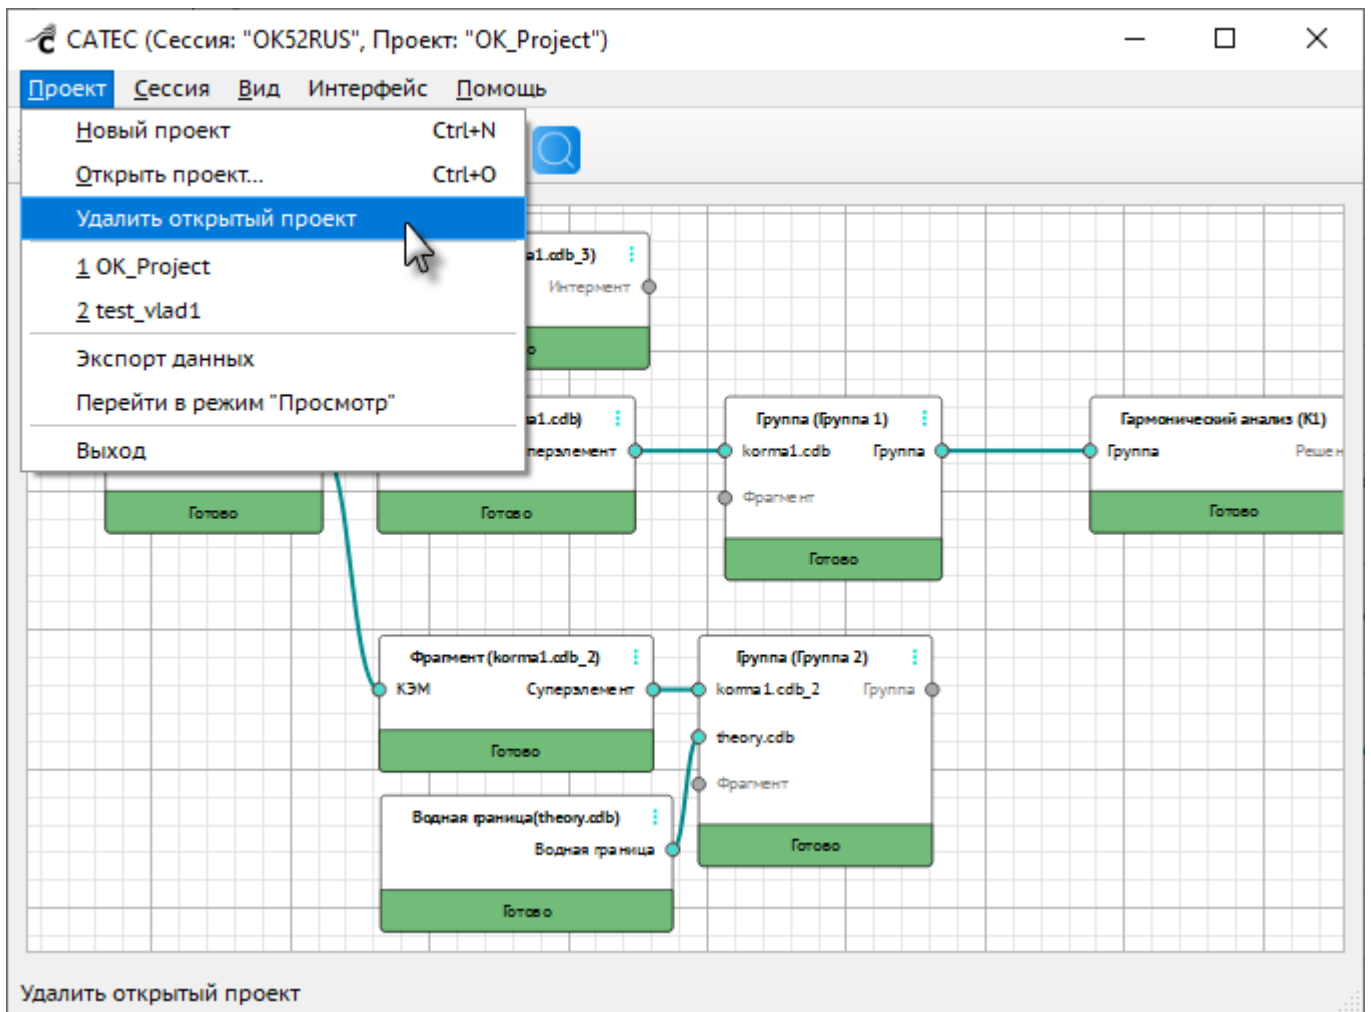 CATEC (Сессия: "OK52RUS", Проект: "OK_Project")
Проект Сессия Вид Интерфейс Помощь
Новый проект Ctrl+N
Открыть проект... Ctrl+O
Удалить открытый проект
1 OK_Project
2 test_vlad1
Экспорт данных
Перейти в режим "Просмотр"
Выход
a1.cdb_3)
Интермент
о
a1.cdb)
перэлемент
Готово
Готово
Группа (Группа 1)
korma1.cdb Группа
Фрагмент
Готово
Гармонический анализ (К1)
Группа Решен
Готово
Фрагмент (korma1.cdb_2)
КЭМ Суперэлемент
Готово
Группа (Группа 2)
korma1.cdb_2 Группа
theory.cdb
Фрагмент
Готово
Водная граница(theory.cdb)
Водная граница
Готово
Удалить открытый проект